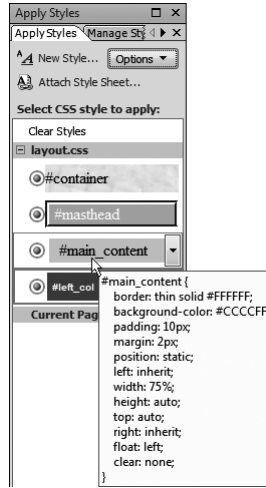 Apply Styles
Apply Styles Manage Sty
New Style... Options
Attach Style Sheet...
Select CSS style to apply:
Clear Styles
layout.css
#container
#masthead
#main_content
#left_col
Current Pag
#main_content {
border: thin solid #FFFFFF;
background-color: #CCCCFF
padding: 10px;
margin: 2px;
position: static;
left: inherit;
width: 75%;
height: auto;
top: auto;
right: inherit;
float: left;
clear: none;
}